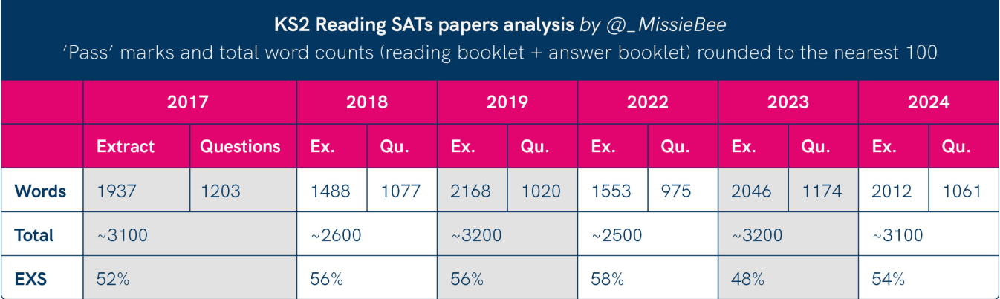 KS2 Reading SATs papers analysis by @_MissieBee
‘Pass’ marks and total word counts (reading booklet + answer booklet) rounded to the nearest 100
2017 2018 2019 2022 2023 2024
Extract Questions Ex. Qu. Ex. Qu. Ex. Qu. Ex. Qu. Ex. Qu.
Words 1937 1203 1488 1077 2168 1020 1553 975 2046 1174 2012 1061
Total ~3100 ~2600 ~3200 ~2500 ~3200 ~3100
EXS 52% 56% 56% 58% 48% 54%